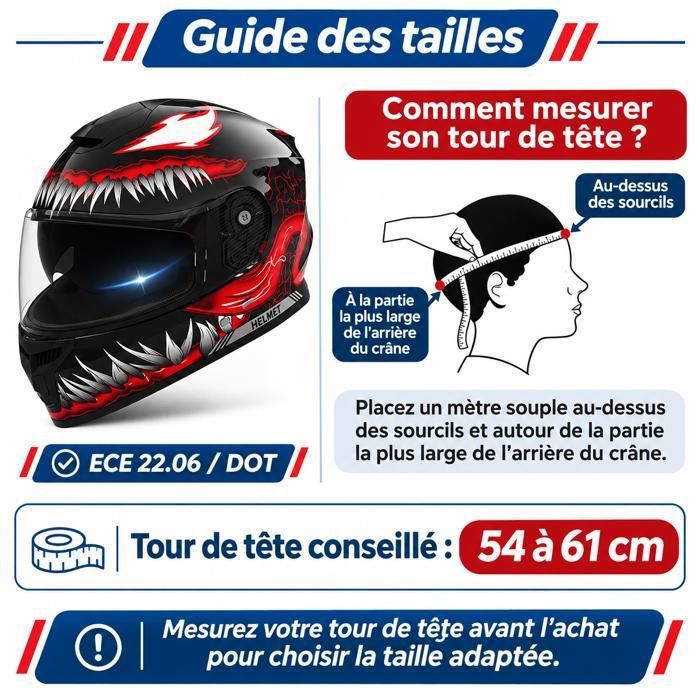 Guide des tailles
Comment mesurer
son tour de tête ?
Au-dessus
des sourcils
À la partie
la plus large
de l'arrière
du crâne
HELMET
Placez un mètre souple au-dessus
des sourcils et autour de la partie
la plus large de l'arrière du crâne.
ECE 22.06 / DOT
Tour de tête conseillé : 54 à 61 cm
Mesurez votre tour de tête avant l'achat
pour choisir la taille adaptée.